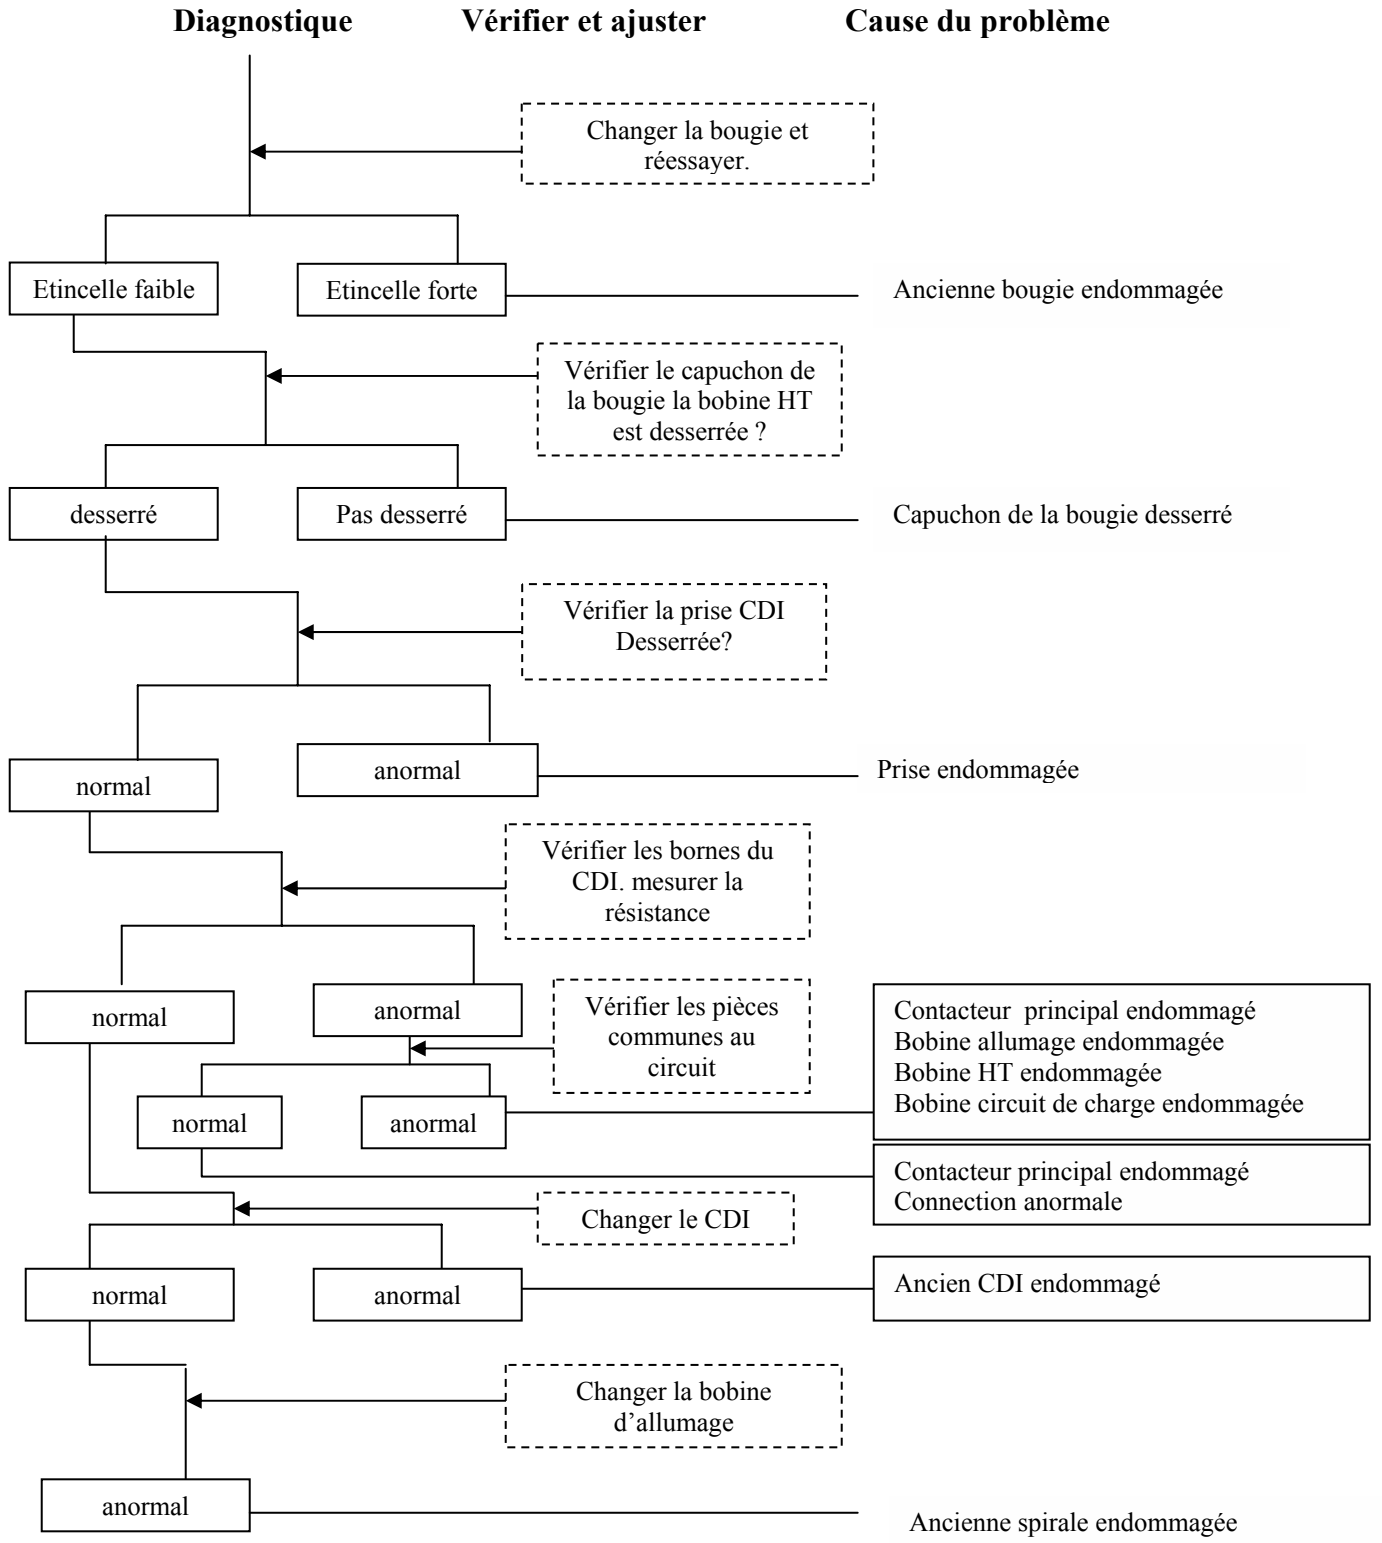 Diagnostique Vérifier et ajuster Cause du problème
Changer la bougie et
réessayer.
Etincelle faible
Etincelle forte
Ancienne bougie endommagée
Vérifier le capuchon de
la bougie la bobine HT
est desserrée ?
desserré
Pas desserré
Capuchon de la bougie desserré
Vérifier la prise CDI
Desserrée?
normal
anormal
Prise endommagée
Vérifier les bornes du
CDI. mesurer la
résistance
normal
anormal
Vérifier les pièces
communes au
circuit
Contacteur principal endommagé
Bobine allumage endommagée
Bobine HT endommagée
Bobine circuit de charge endommagée
normal
anormal
Contacteur principal endommagé
Connection anormale
Changer le CDI
normal
anormal
Ancien CDI endommagé
Changer la bobine
d’allumage
anormal
Ancienne spirale endommagée